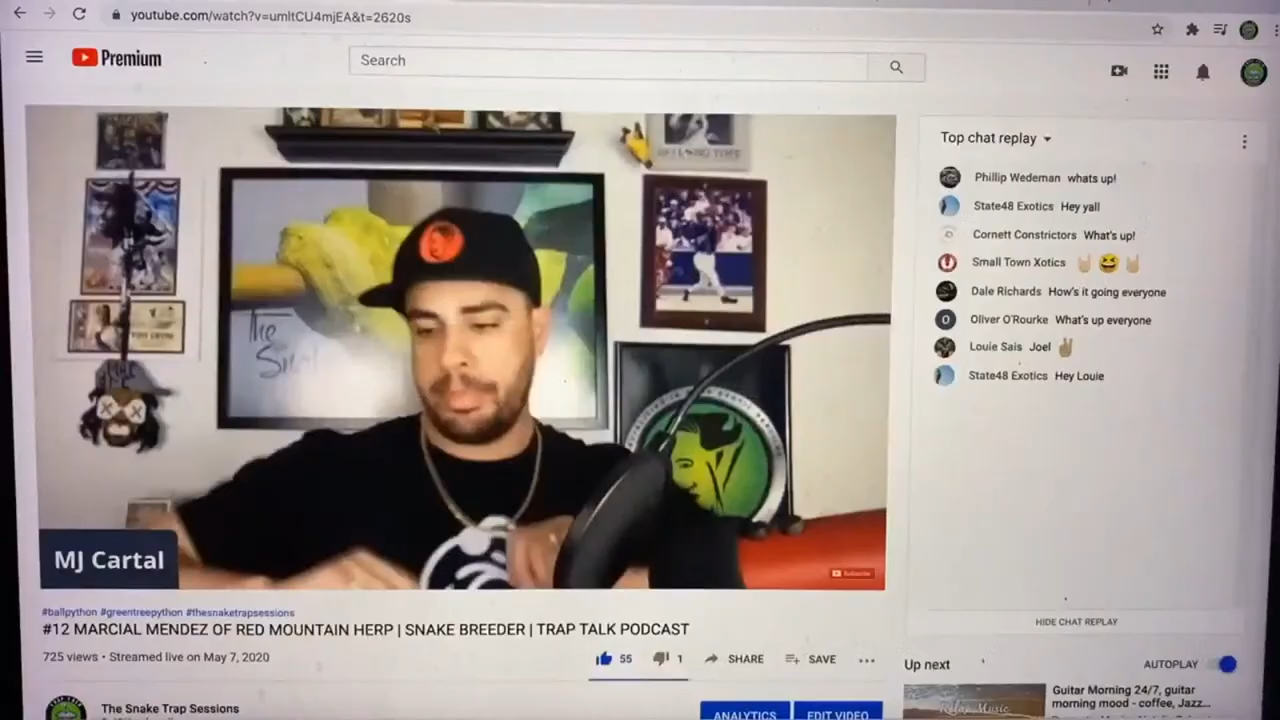 youtube.com/watch?v=umltCU4mjEA&t=2620s
Premium
Search
Top chat replay
Phillip Wedeman whats up!
State48 Exotics Hey yall
Cornett Constrictors What's up!
Small Town Xotics 🤘🏻😆🤘🏻
Dale Richards How's it going everyone
O
Oliver O'Rourke What's up everyone
Louie Sais Joel ✌🏽
State48 Exotics Hey Louie
The
MJ Cartal
Subscribe
HIDE CHAT REPLAY
#ballpython #greentreepython #thesnaketrapsessions
#12 MARCIAL MENDEZ OF RED MOUNTAIN HERP | SNAKE BREEDER | TRAP TALK PODCAST
725 views • Streamed live on May 7, 2020
55
1
SHARE
SAVE
Up next
AUTOPLAY
Guitar Morning 24/7, guitar
morning mood - coffee, Jazz...
Relax Music
The Snake Trap Sessions
ANALYTICS
EDIT VIDEO